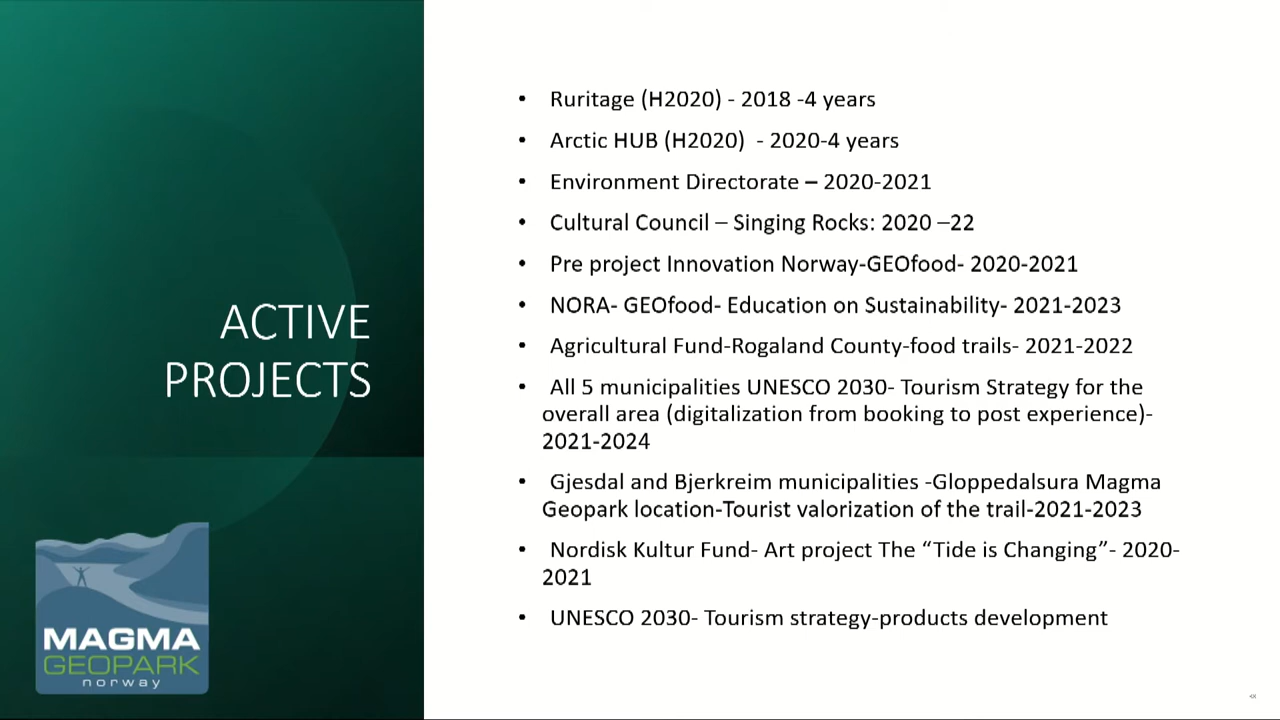 ACTIVE
PROJECTS
MAGMA
GEOPARK
norway
• Ruritage (H2020) - 2018 -4 years
• Arctic HUB (H2020)  - 2020-4 years
• Environment Directorate – 2020-2021
• Cultural Council – Singing Rocks: 2020 –22
• Pre project Innovation Norway-GEOfood- 2020-2021
• NORA- GEOfood- Education on Sustainability- 2021-2023
• Agricultural Fund-Rogaland County-food trails- 2021-2022
• All 5 municipalities UNESCO 2030- Tourism Strategy for the
overall area (digitalization from booking to post experience)-
2021-2024
• Gjesdal and Bjerkreim municipalities -Gloppedalsura Magma
Geopark location-Tourist valorization of the trail-2021-2023
• Nordisk Kultur Fund- Art project The “Tide is Changing”- 2020-
2021
• UNESCO 2030- Tourism strategy-products development